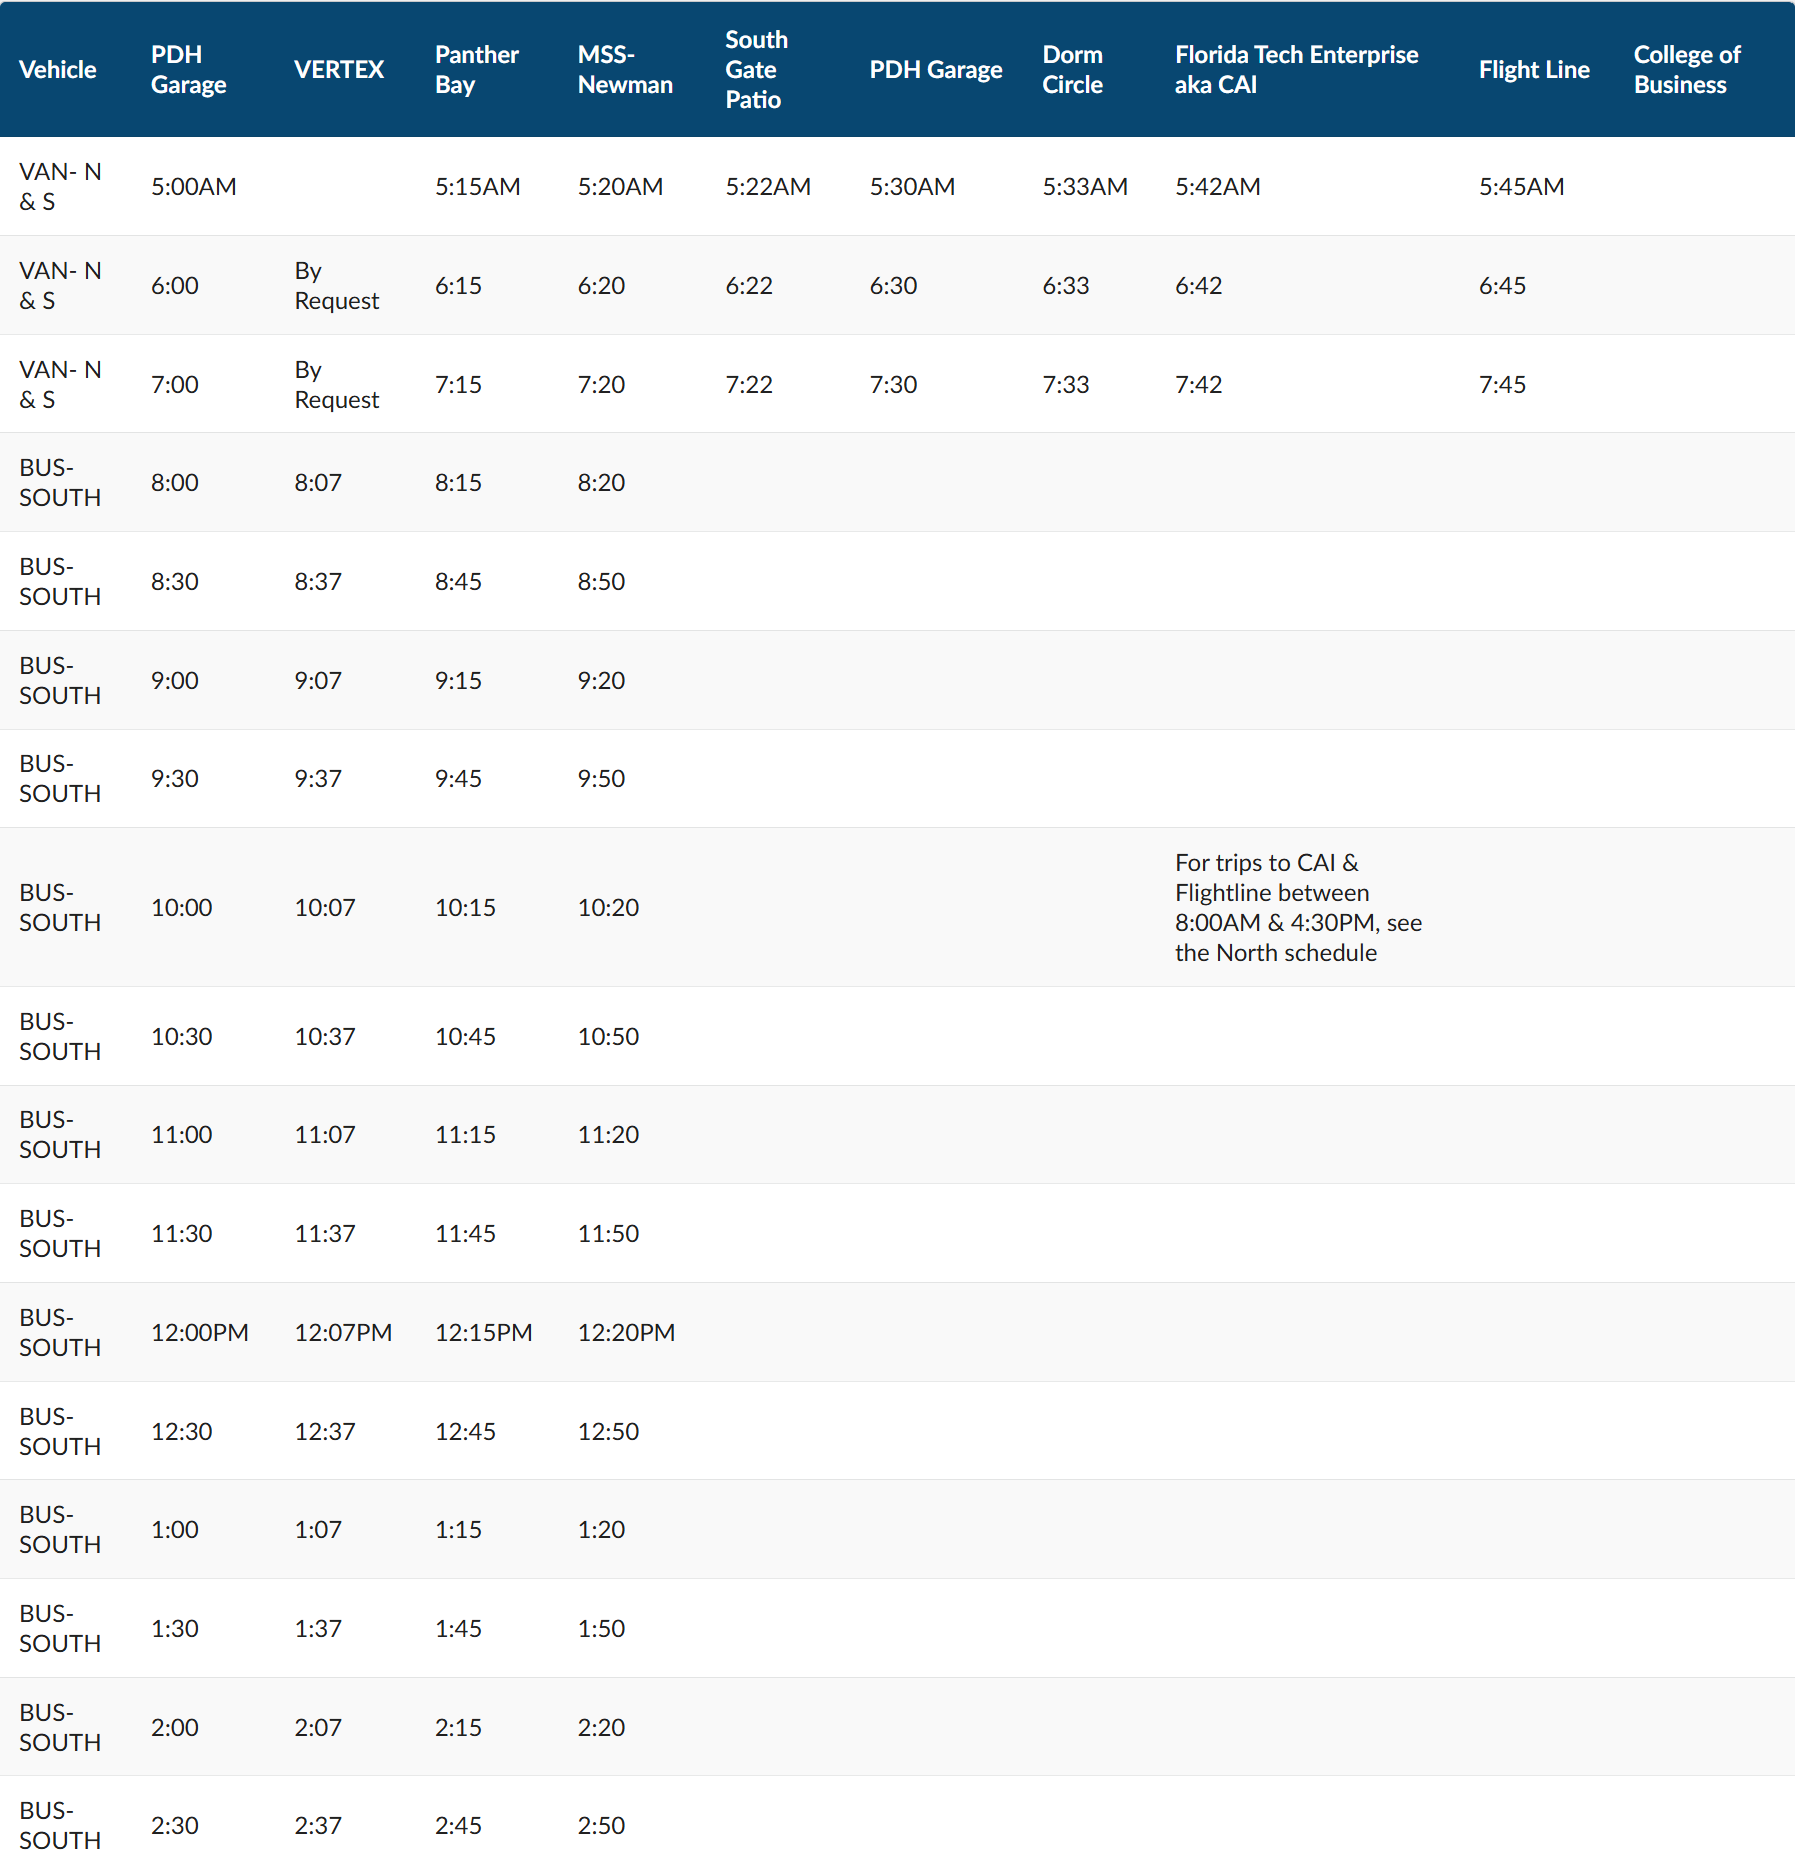 Vehicle PDH Garage VERTEX Panther Bay MSS-Newman South Gate Patio PDH Garage Dorm Circle Florida Tech Enterprise aka CAI Flight Line College of Business
VAN- N & S 5:00AM 5:15AM 5:20AM 5:22AM 5:30AM 5:33AM 5:42AM 5:45AM
VAN- N & S 6:00 By Request 6:15 6:20 6:22 6:30 6:33 6:42 6:45
VAN- N & S 7:00 By Request 7:15 7:20 7:22 7:30 7:33 7:42 7:45
BUS-SOUTH 8:00 8:07 8:15 8:20
BUS-SOUTH 8:30 8:37 8:45 8:50
BUS-SOUTH 9:00 9:07 9:15 9:20
BUS-SOUTH 9:30 9:37 9:45 9:50
BUS-SOUTH 10:00 10:07 10:15 10:20 For trips to CAI & Flightline between 8:00AM & 4:30PM, see the North schedule
BUS-SOUTH 10:30 10:37 10:45 10:50
BUS-SOUTH 11:00 11:07 11:15 11:20
BUS-SOUTH 11:30 11:37 11:45 11:50
BUS-SOUTH 12:00PM 12:07PM 12:15PM 12:20PM
BUS-SOUTH 12:30 12:37 12:45 12:50
BUS-SOUTH 1:00 1:07 1:15 1:20
BUS-SOUTH 1:30 1:37 1:45 1:50
BUS-SOUTH 2:00 2:07 2:15 2:20
BUS-SOUTH 2:30 2:37 2:45 2:50